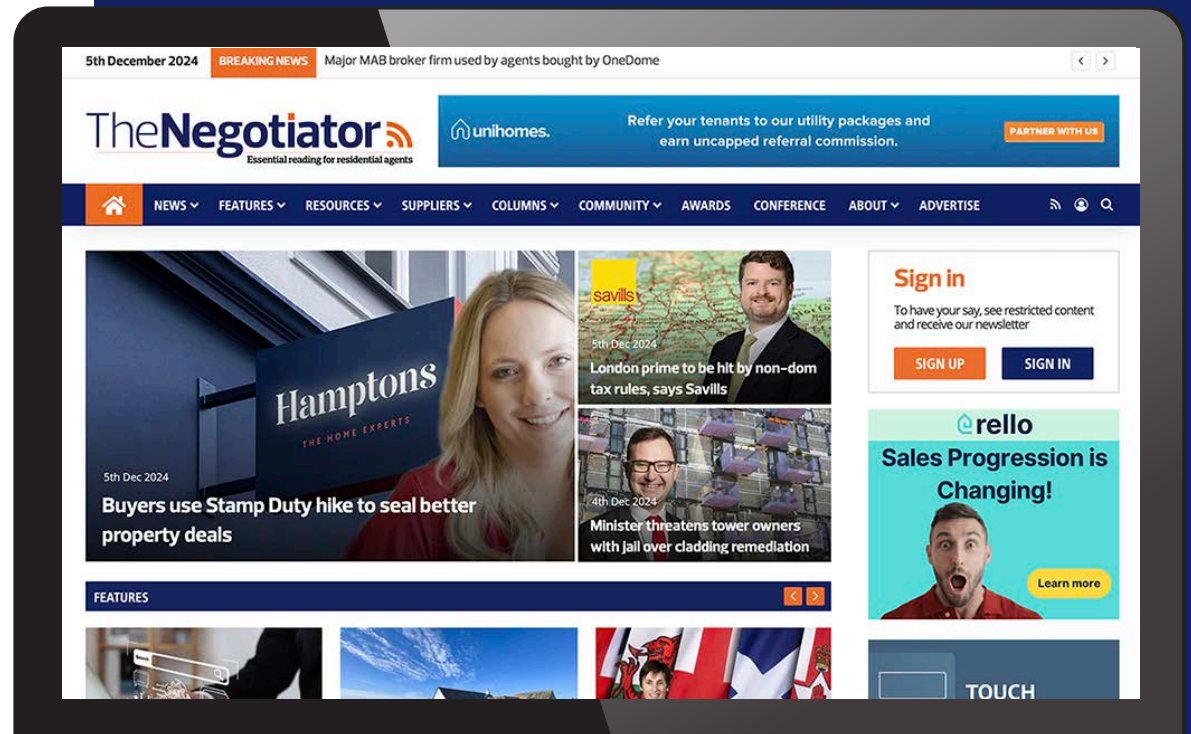 5th December 2024 BREAKING NEWS Major MAB broker firm used by agents bought by OneDome
TheNegotiator
Essential reading for residential agents
unihomes.
Refer your tenants to our utility packages and
earn uncapped referral commission.
PARTNER WITH US
NEWS FEATURES RESOURCES SUPPLIERS COLUMNS COMMUNITY AWARDS CONFERENCE ABOUT ADVERTISE
Hamptons
THE HOME EXPERTS
5th Dec 2024
Buyers use Stamp Duty hike to seal better
property deals
savills
5th Dec 2024
London prime to be hit by non-dom
tax rules, says Savills
4th Dec 2024
Minister threatens tower owners
with jail over cladding remediation
Sign in
To have your say, see restricted content
and receive our newsletter
SIGN UP SIGN IN
rello
Sales Progression is
Changing!
Learn more
FEATURES
Search
TOUCH